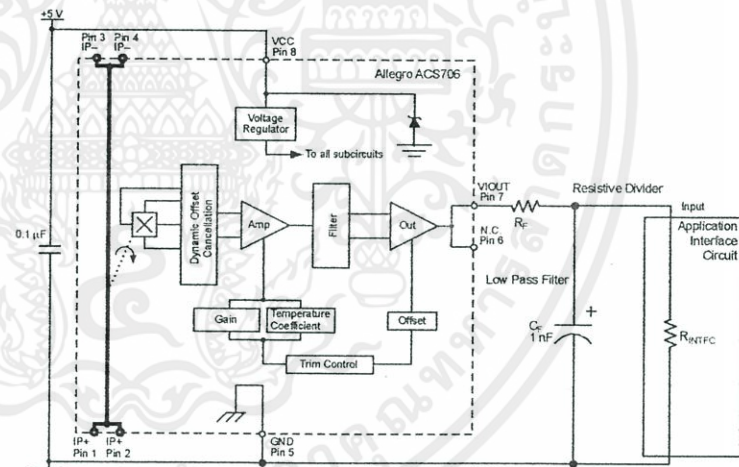 +5 V
Pin 3 Pin 4
IP– IP–
VCC
Pin 8
Allegro ACS706
Voltage
Regulator
To all subcircuits
0.1 µF
Dynamic Offset
Cancellation
Amp
Filter
Out
VIOUT
Pin 7
N.C.
Pin 6
RF
Resistive Divider
Input
Application
Interface
Circuit
Low Pass Filter
Gain
Temperature
Coefficient
Offset
Trim Control
CF
1 nF
+
RINTFC
IP+ IP+
Pin 1 Pin 2
GND
Pin 5